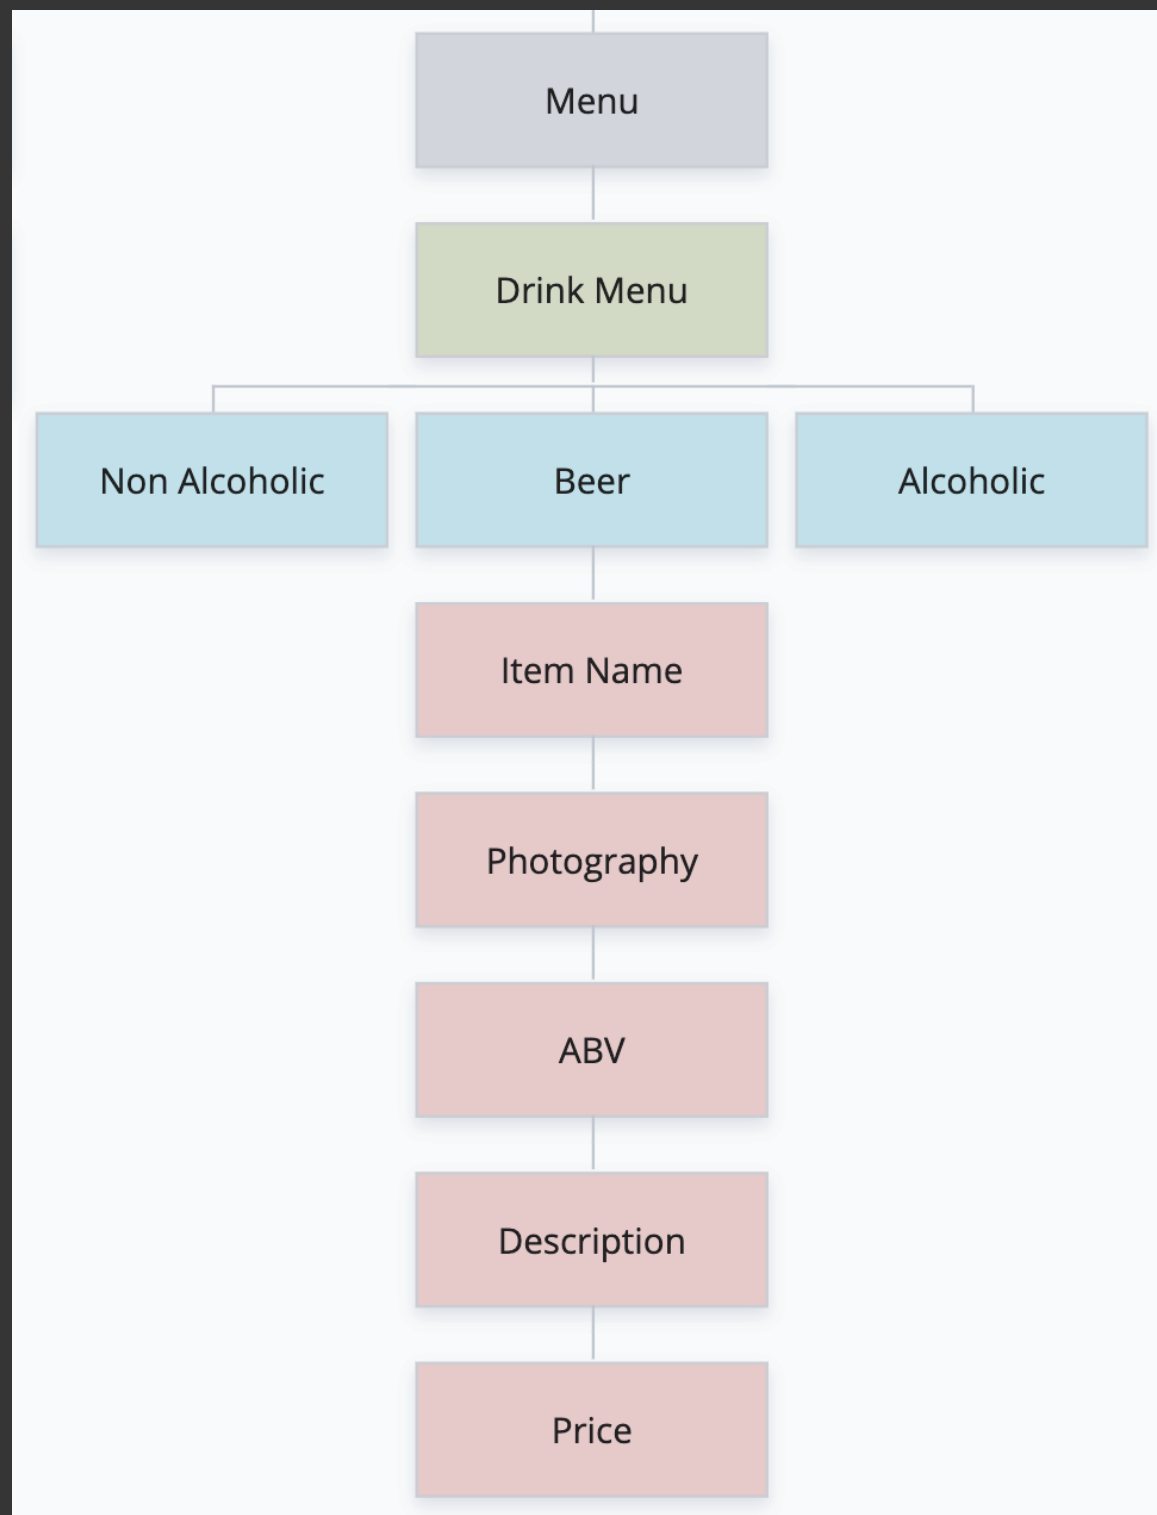 Menu
Drink Menu
Non Alcoholic
Beer
Alcoholic
Item Name
Photography
ABV
Description
Price